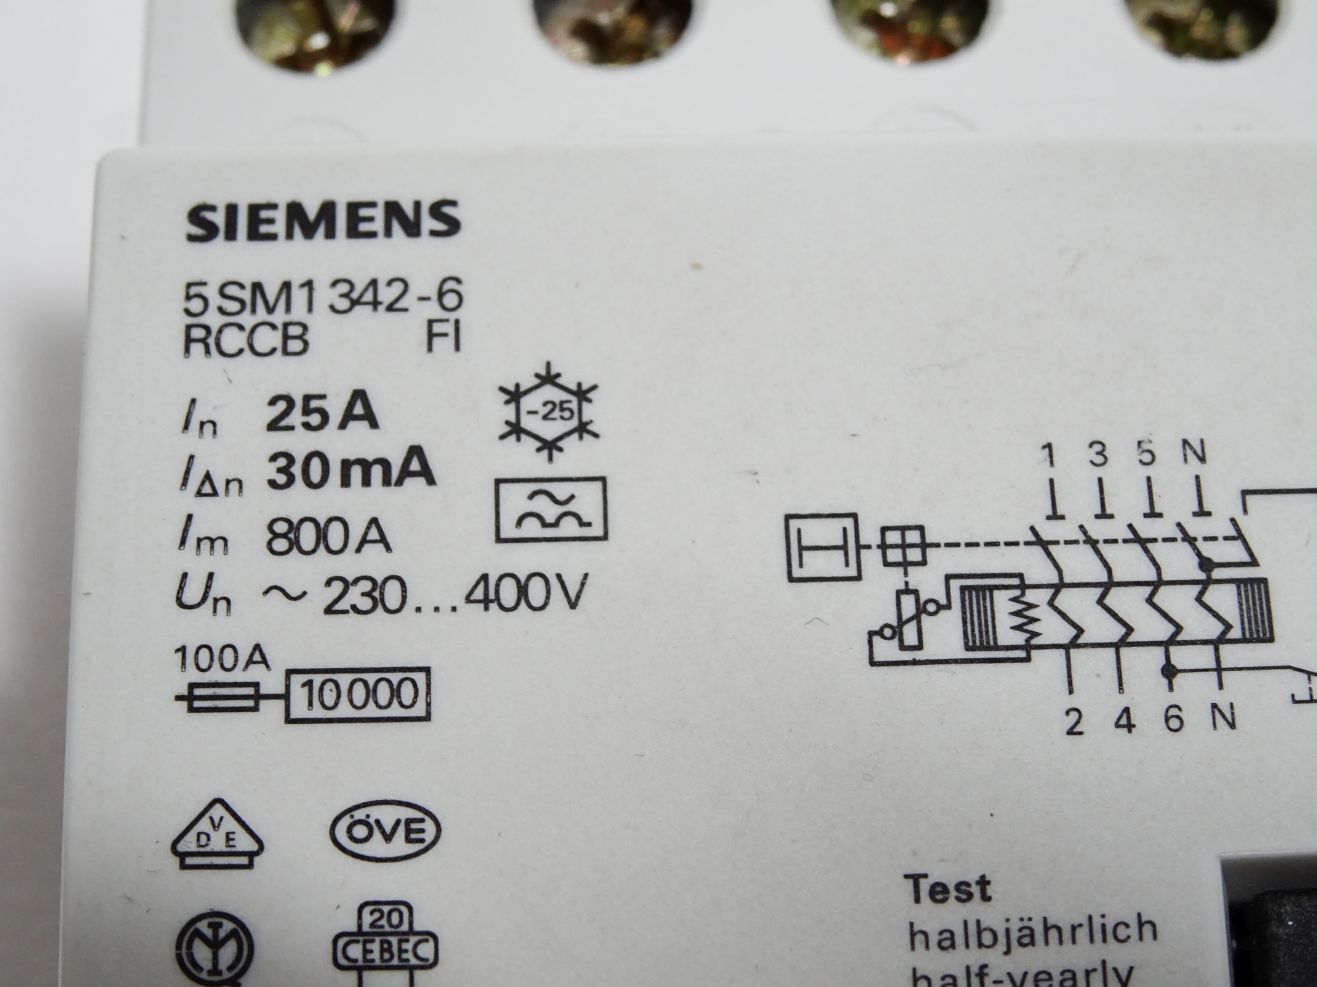 SIEMENS
5SM1 342-6
RCCB FI
In 25A
-25
IΔn 30mA
Im 800A
Un ~ 230...400V
100A
10000
1 3 5 N
H
2 4 6 N
VDE
ÖVE
20
CEBEC
Test
halbjährlich
half-yearly